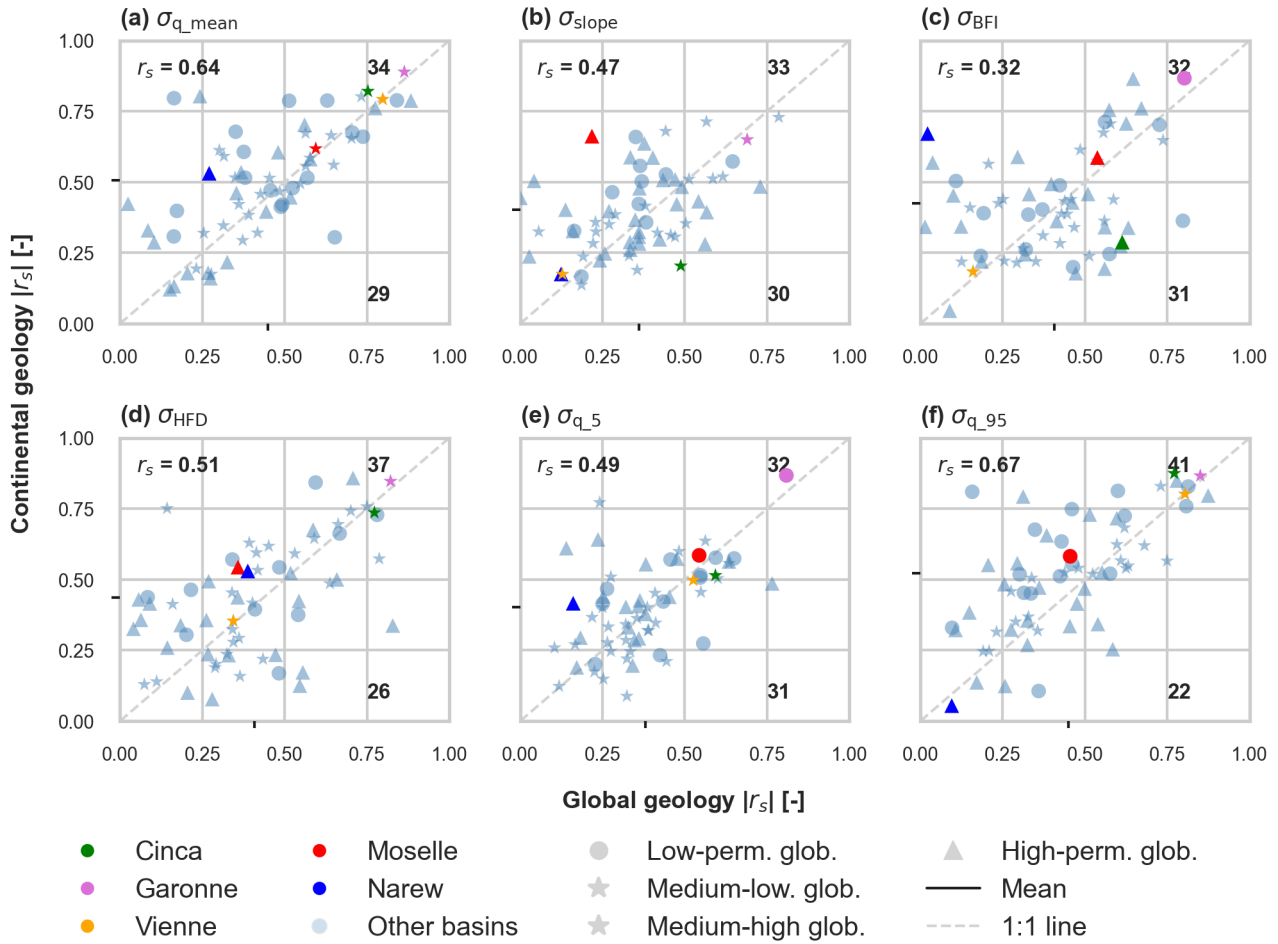 (a) σq_mean
(b) σslope
(c) σBFI
rs = 0.64
34
29
rs = 0.47
33
30
rs = 0.32
32
31
1.00
0.75
0.50
0.25
0.00
0.00 0.25 0.50 0.75 1.00
0.00 0.25 0.50 0.75 1.00
0.00 0.25 0.50 0.75 1.00
Continental geology |rs| [-]
(d) σHFD
(e) σq_5
(f) σq_95
rs = 0.51
37
26
rs = 0.49
32
31
rs = 0.67
41
22
1.00
0.75
0.50
0.25
0.00
0.00 0.25 0.50 0.75 1.00
0.00 0.25 0.50 0.75 1.00
0.00 0.25 0.50 0.75 1.00
Global geology |rs| [-]
Cinca
Garonne
Vienne
Moselle
Narew
Other basins
Low-perm. glob.
Medium-low. glob.
Medium-high glob.
High-perm. glob.
Mean
1:1 line